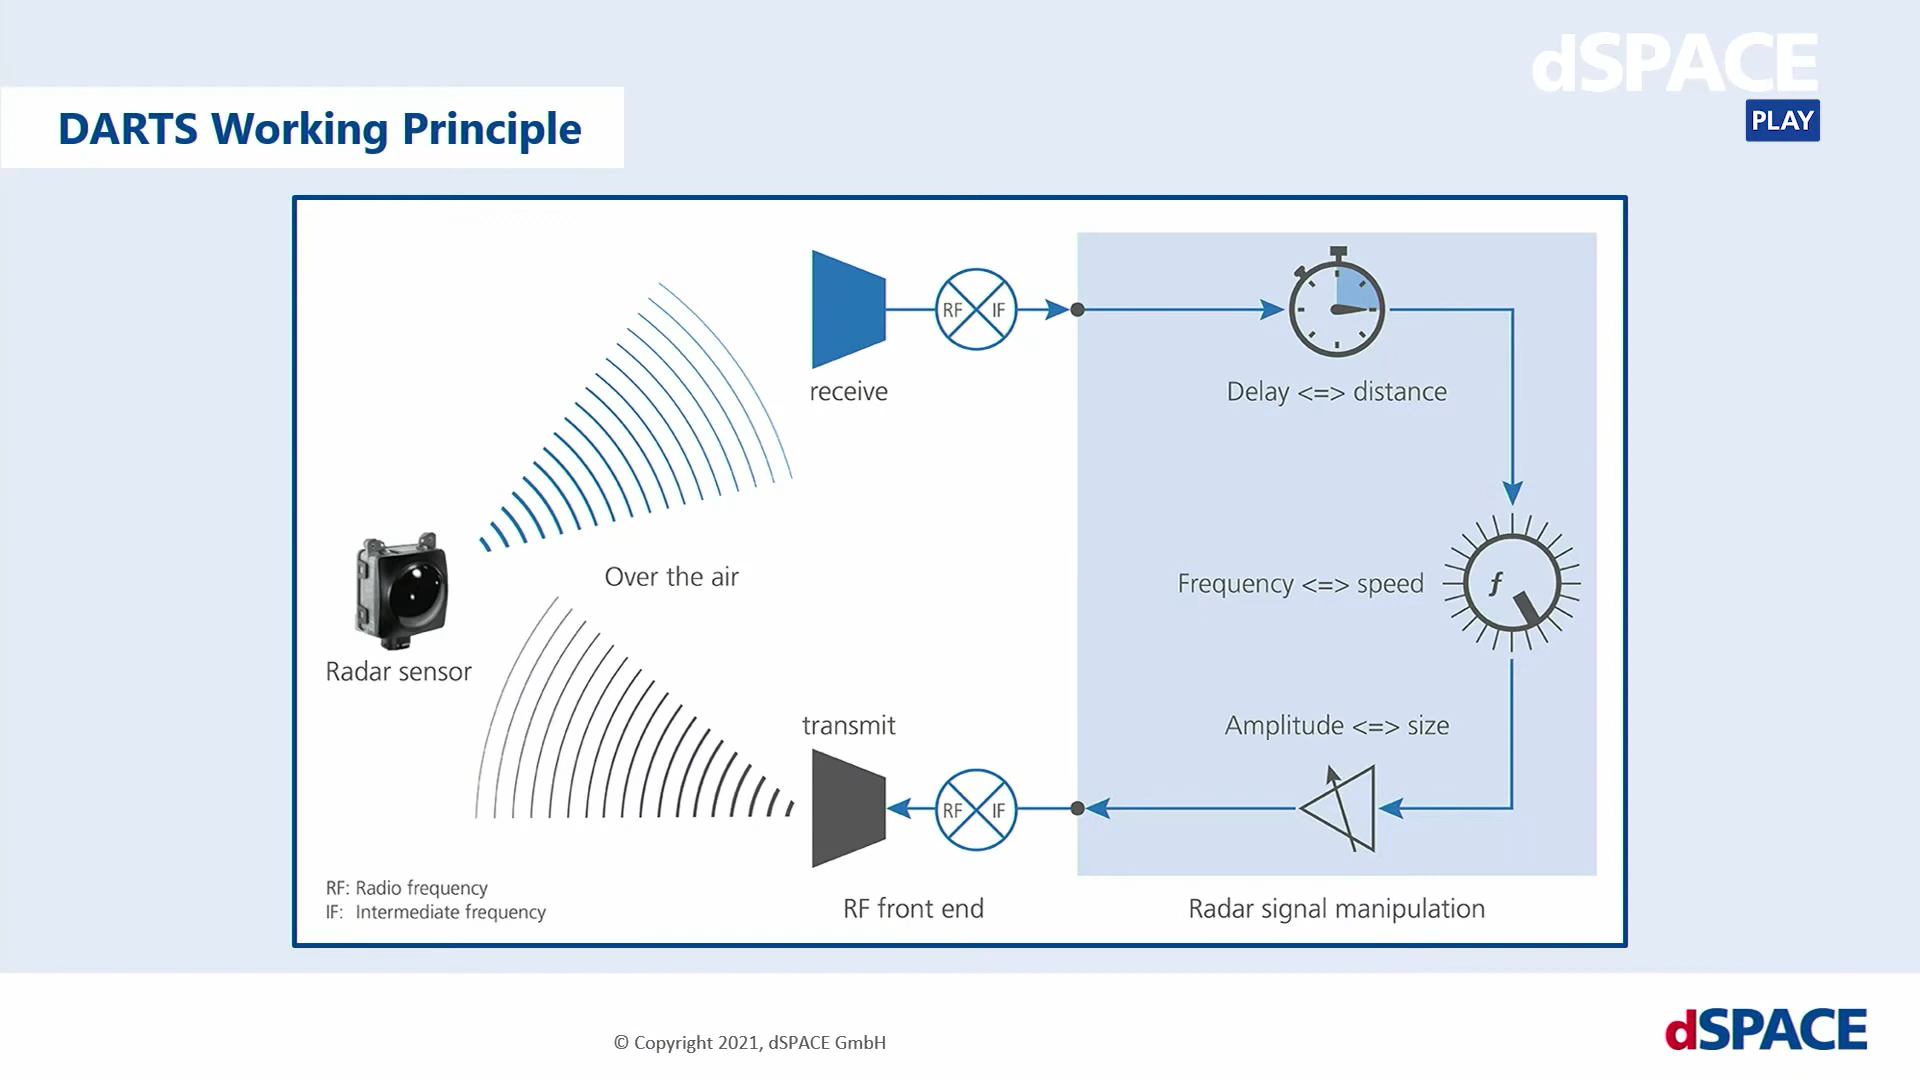 dSPACE
PLAY
DARTS Working Principle
RF IF
receive
Delay <=> distance
Over the air
Frequency <=> speed
f
Radar sensor
transmit
Amplitude <=> size
RF IF
RF: Radio frequency
IF: Intermediate frequency
RF front end
Radar signal manipulation
© Copyright 2021, dSPACE GmbH
dSPACE